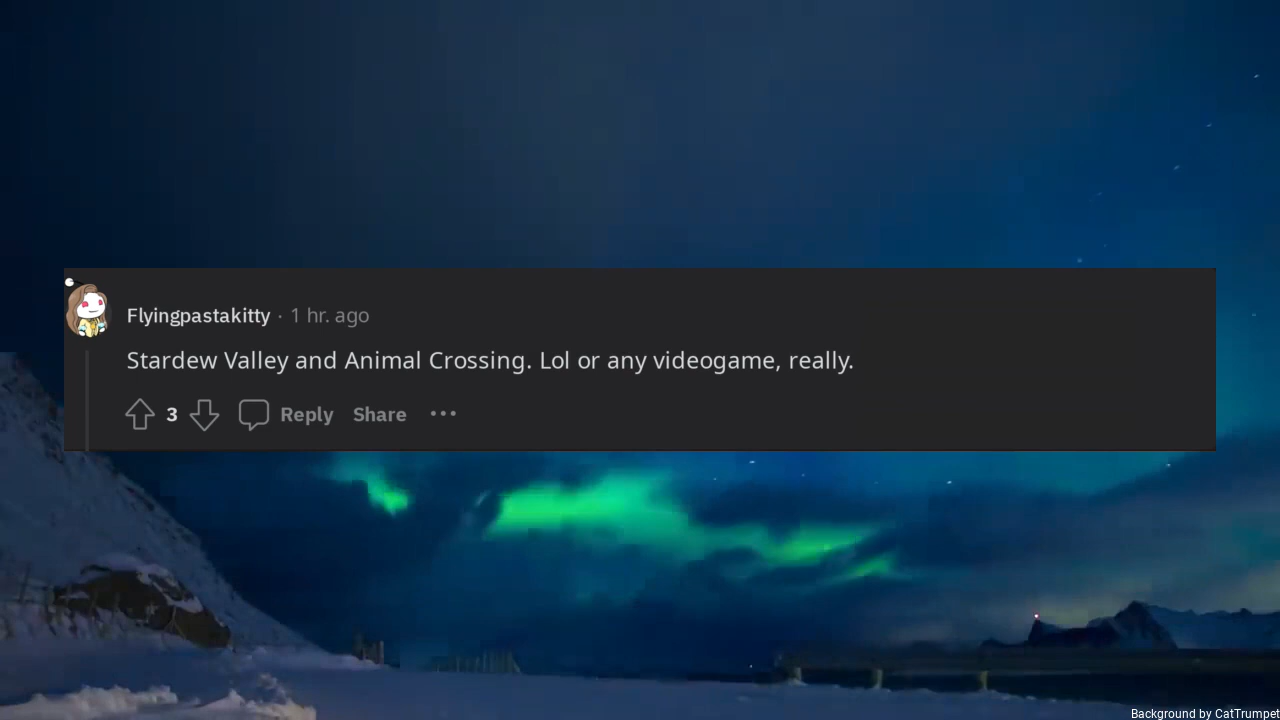 Flyingpastakitty · 1 hr. ago
Stardew Valley and Animal Crossing. Lol or any videogame, really.
3 Reply Share ...
Background by CatTrumpet